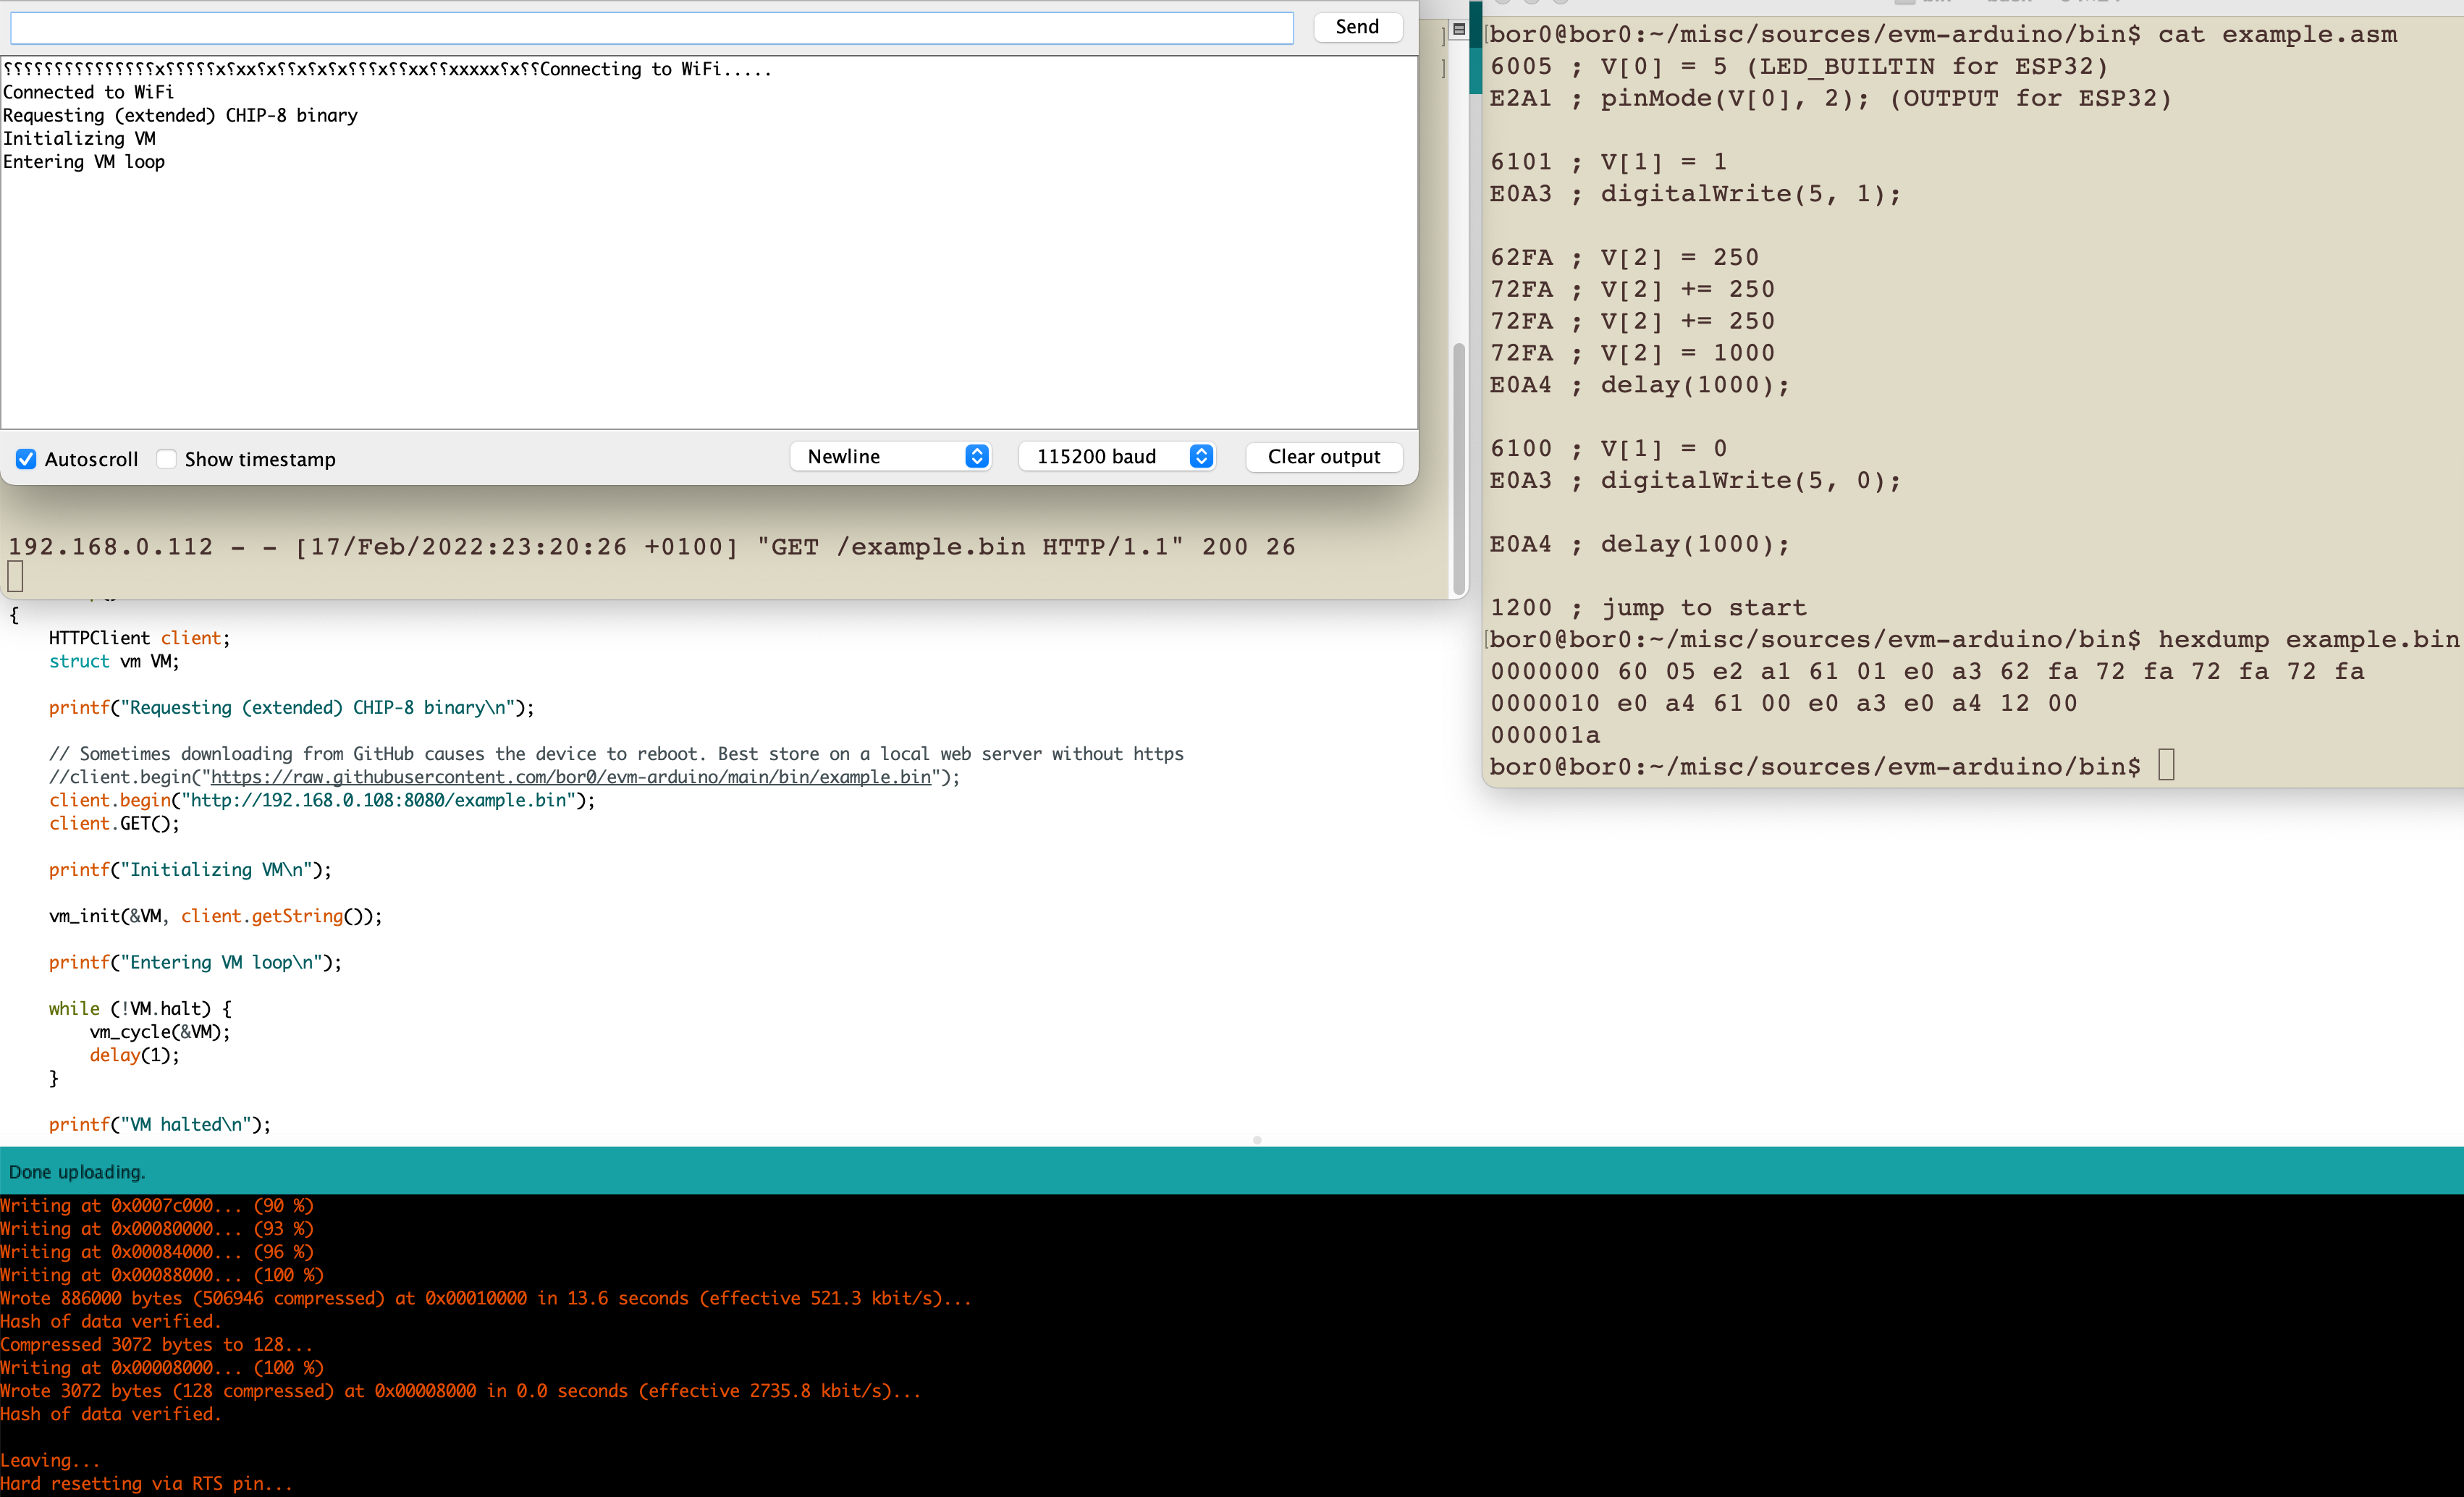 Send
⸮⸮⸮⸮⸮⸮⸮⸮⸮⸮⸮⸮⸮⸮⸮x⸮⸮⸮⸮⸮x⸮xx⸮x⸮⸮x⸮x⸮x⸮⸮⸮x⸮⸮xx⸮⸮xxxxx⸮x⸮⸮Connecting to WiFi.....
Connected to WiFi
Requesting (extended) CHIP-8 binary
Initializing VM
Entering VM loop
Autoscroll Show timestamp Newline 115200 baud Clear output
192.168.0.112 - - [17/Feb/2022:23:20:26 +0100] "GET /example.bin HTTP/1.1" 200 26
{
HTTPClient client;
struct vm VM;
printf("Requesting (extended) CHIP-8 binary\n");
// Sometimes downloading from GitHub causes the device to reboot. Best store on a local web server without https
//client.begin("https://raw.githubusercontent.com/bor0/evm-arduino/main/bin/example.bin");
client.begin("http://192.168.0.108:8080/example.bin");
client.GET();
printf("Initializing VM\n");
vm_init(&VM, client.getString());
printf("Entering VM loop\n");
while (!VM.halt) {
vm_cycle(&VM);
delay(1);
}
printf("VM halted\n");
bor0@bor0:~/misc/sources/evm-arduino/bin$ cat example.asm
6005 ; V[0] = 5 (LED_BUILTIN for ESP32)
E2A1 ; pinMode(V[0], 2); (OUTPUT for ESP32)
6101 ; V[1] = 1
E0A3 ; digitalWrite(5, 1);
62FA ; V[2] = 250
72FA ; V[2] += 250
72FA ; V[2] += 250
72FA ; V[2] = 1000
E0A4 ; delay(1000);
6100 ; V[1] = 0
E0A3 ; digitalWrite(5, 0);
E0A4 ; delay(1000);
1200 ; jump to start
bor0@bor0:~/misc/sources/evm-arduino/bin$ hexdump example.bin
0000000 60 05 e2 a1 61 01 e0 a3 62 fa 72 fa 72 fa 72 fa
0000010 e0 a4 61 00 e0 a3 e0 a4 12 00
000001a
bor0@bor0:~/misc/sources/evm-arduino/bin$
Done uploading.
Writing at 0x0007c000... (90 %)
Writing at 0x00080000... (93 %)
Writing at 0x00084000... (96 %)
Writing at 0x00088000... (100 %)
Wrote 886000 bytes (506946 compressed) at 0x00010000 in 13.6 seconds (effective 521.3 kbit/s)...
Hash of data verified.
Compressed 3072 bytes to 128...
Writing at 0x00008000... (100 %)
Wrote 3072 bytes (128 compressed) at 0x00008000 in 0.0 seconds (effective 2735.8 kbit/s)...
Hash of data verified.
Leaving...
Hard resetting via RTS pin...